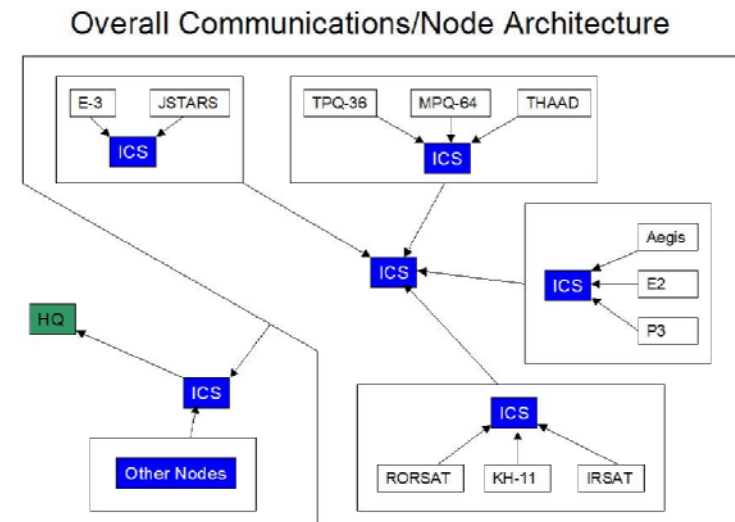 Overall Communications/Node Architecture
E-3
JSTARS
ICS
TPQ-36
MPQ-64
THAAD
ICS
ICS
Aegis
ICS
E2
P3
HQ
ICS
Other Nodes
ICS
RORSAT
KH-11
IRSAT